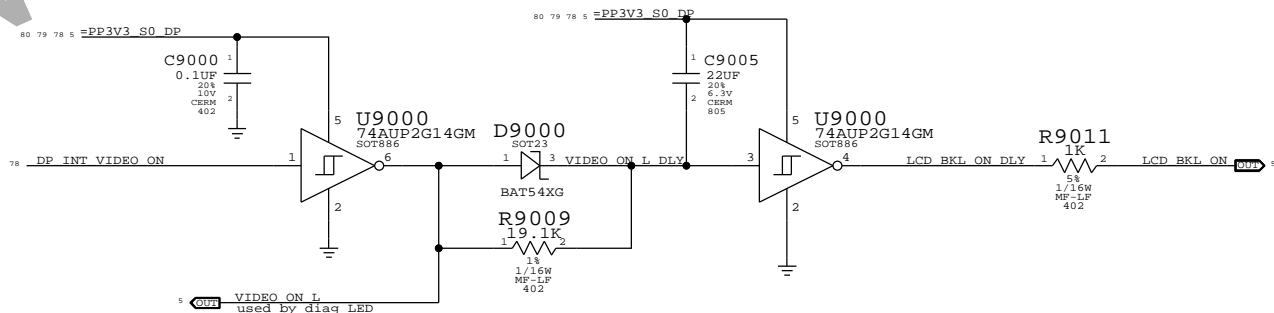 80 79 78 5 =PP3V3_S0_DP
C9000
1
0.1UF
20%
10V
CERM
402
2
5
U9000
74AUP2G14GM
SOT886
78 DP_INT_VIDEO_ON
1
6
2
D9000
SOT23
1
3
BAT54XG
VIDEO_ON_L_DLY
R9009
19.1K
1
2
1%
1/16W
MF-LF
402
5 OUT VIDEO_ON_L
used by diag LED
80 79 78 5 =PP3V3_S0_DP
1
C9005
22UF
20%
6.3V
CERM
805
2
5
U9000
74AUP2G14GM
SOT886
3
4
2
LCD_BKL_ON_DLY
R9011
1K
1
2
5%
1/16W
MF-LF
402
LCD_BKL_ON OUT